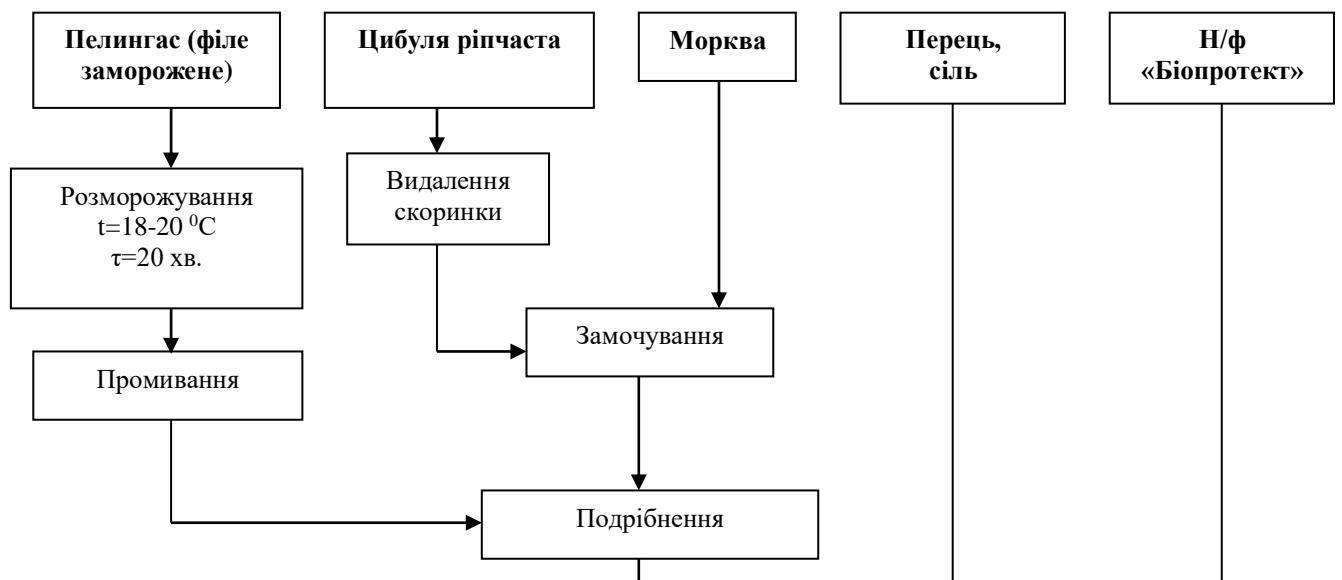 Пелингас (філе
заморожене)
Цибуля ріпчаста
Морква
Перець,
сіль
Н/ф
«Біопротект»
Розморожування
t=18-20 ⁰С
τ=20 хв.
Видалення
скоринки
Замочування
Промивання
Подрібнення